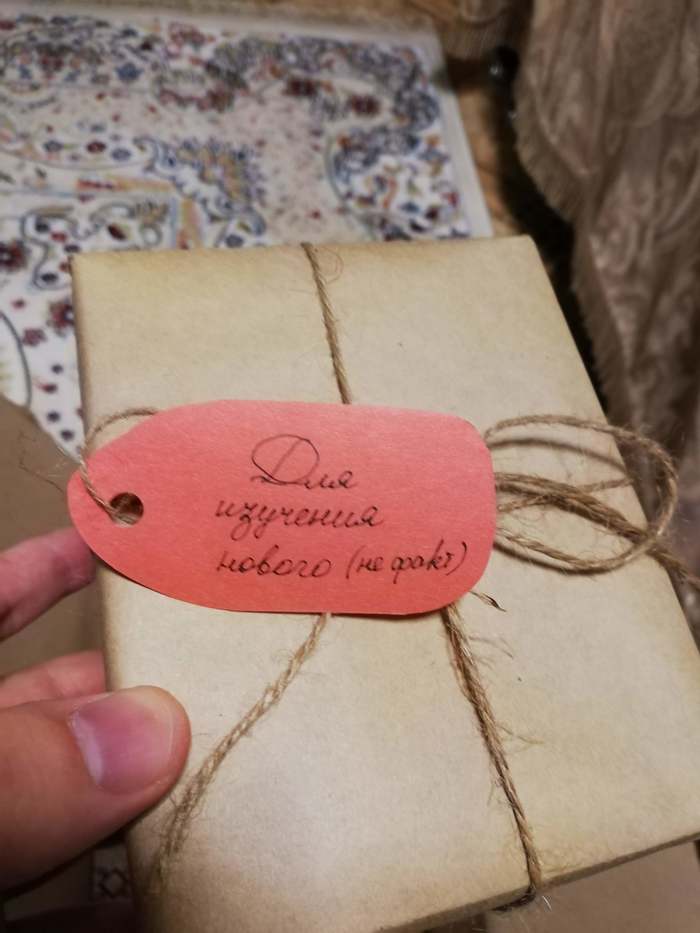 Для
изучения
нового (не факт)